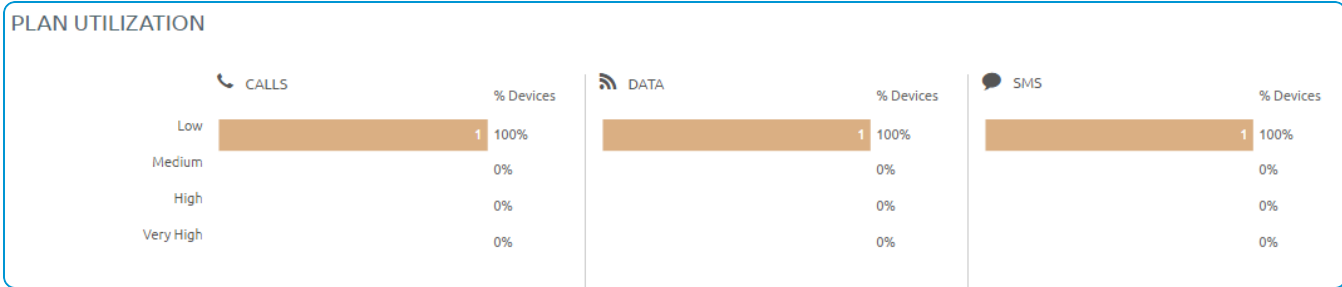 PLAN UTILIZATION
CALLS % Devices DATA % Devices SMS % Devices
Low 1 100% 1 100% 1 100%
Medium 0% 0% 0%
High 0% 0% 0%
Very High 0% 0% 0%